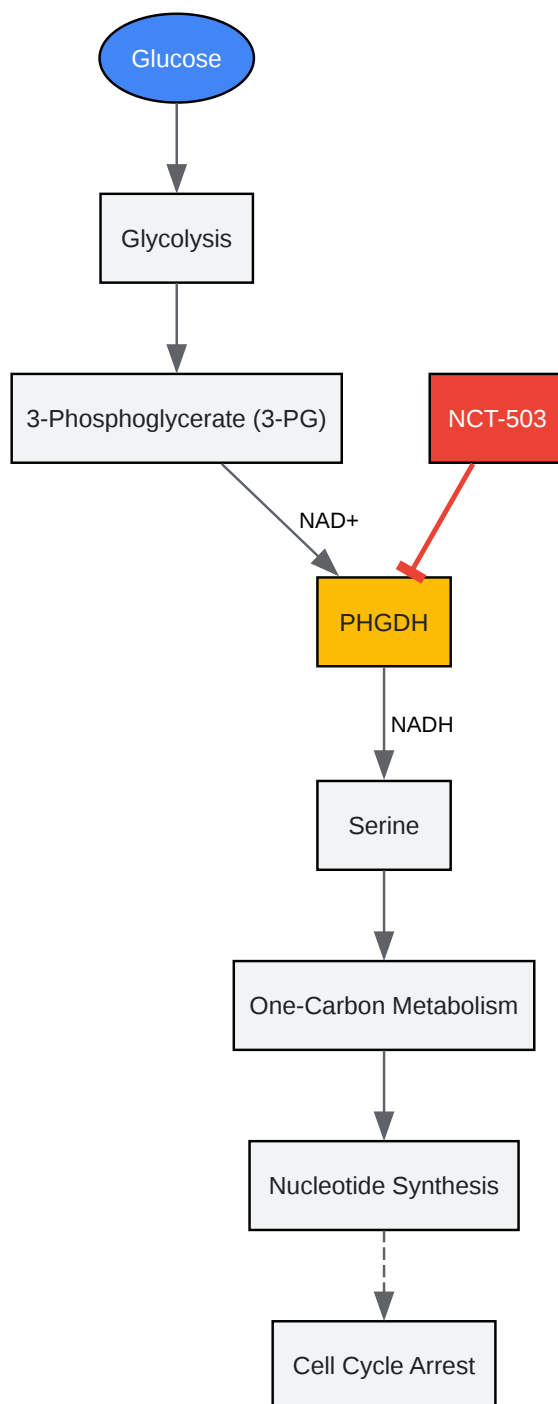 Glucose
Glycolysis
3-Phosphoglycerate (3-PG)
NCT-503
NAD+
PHGDH
NADH
Serine
One-Carbon Metabolism
Nucleotide Synthesis
Cell Cycle Arrest